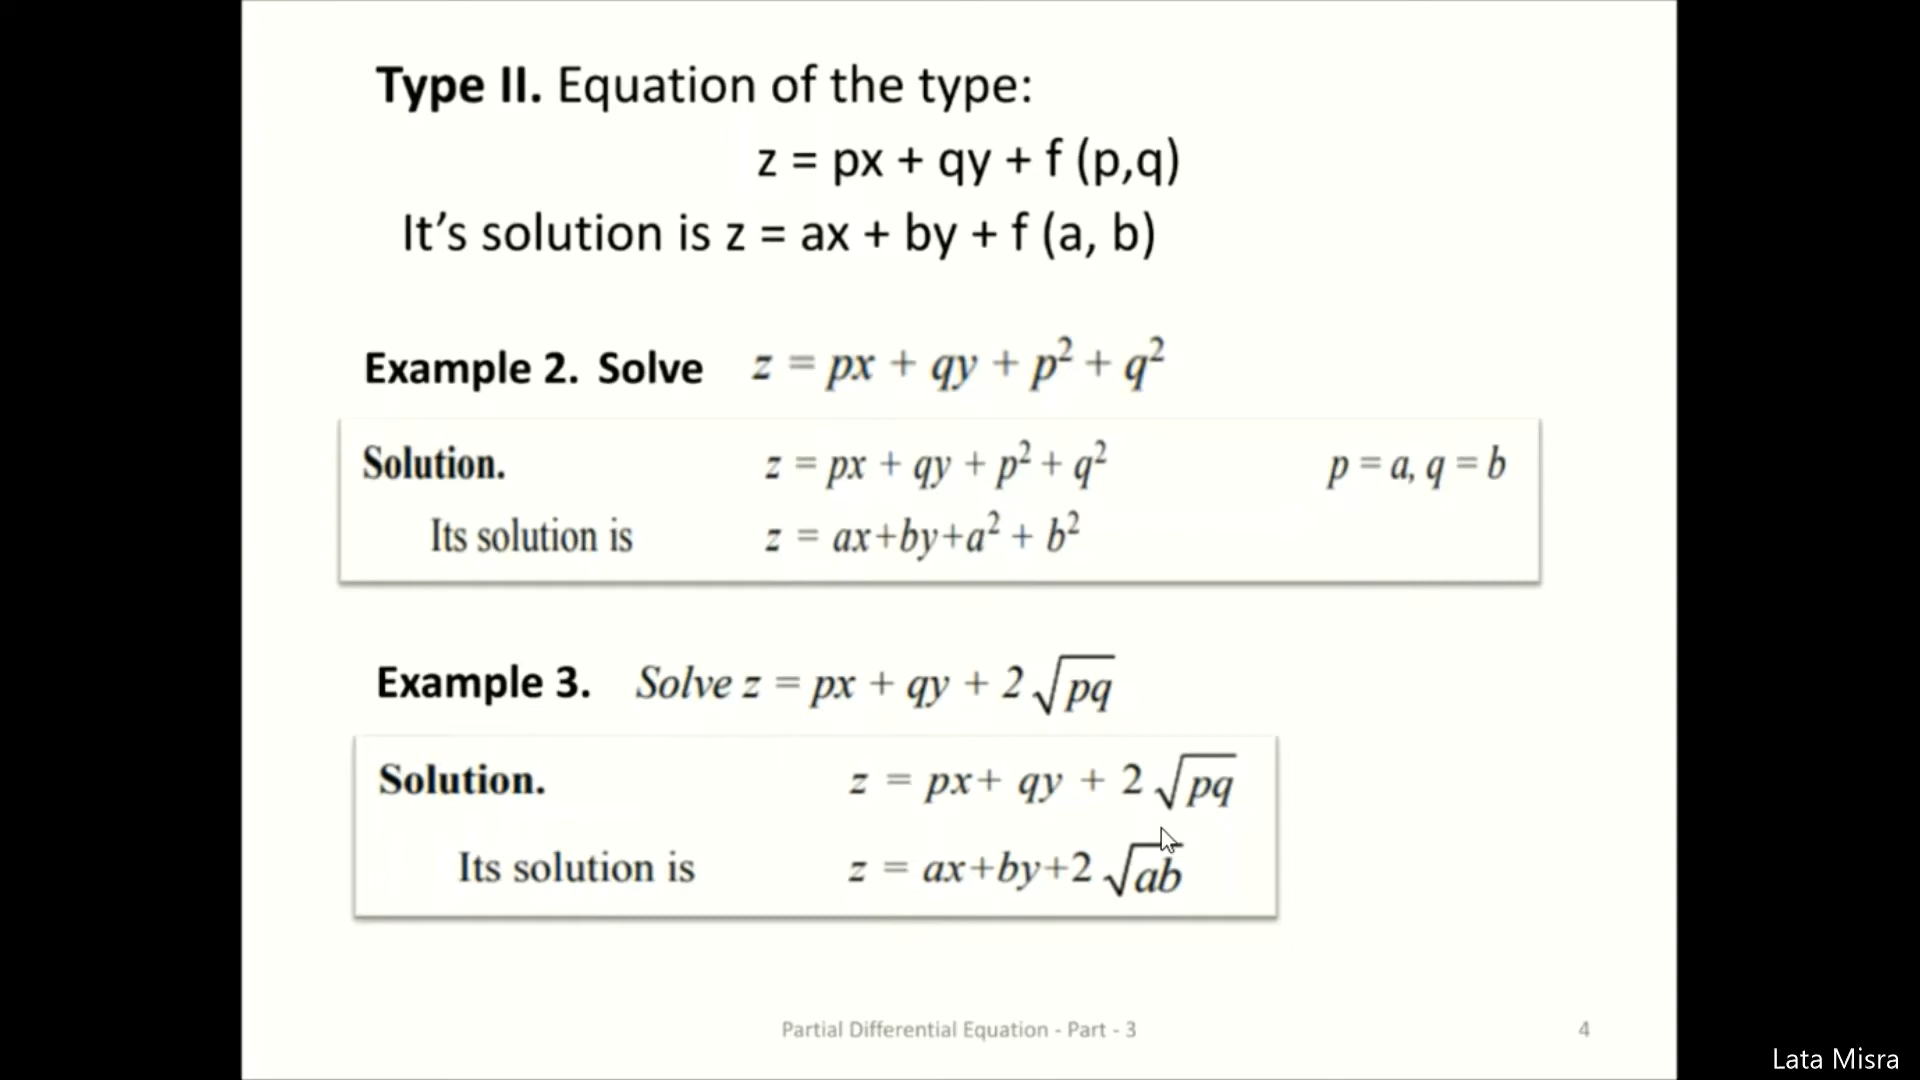 Type II. Equation of the type:
z = px + qy + f (p,q)
It’s solution is z = ax + by + f (a, b)
Example 2. Solve z = px + qy + p² + q²
Solution. z = px + qy + p² + q² p = a, q = b
Its solution is z = ax+by+a² + b²
Example 3. Solve z = px + qy + 2 √pq
Solution. z = px+ qy + 2 √pq
Its solution is z = ax+by+2 √ab
Partial Differential Equation - Part - 3 4
Lata Misra